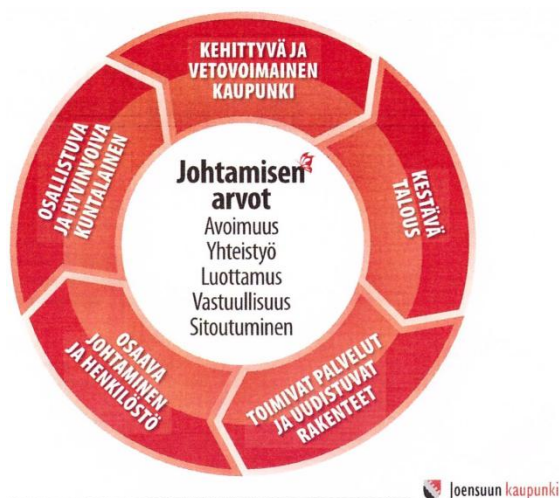 KEHITTYVÄ JA
VETOVOIMAINEN
KAUPUNKI
KESTÄVÄ
TALOUS
TOIMIVAT PALVELUT
JA UUDISTUVAT
RAKENTEET
OSAAVA
JOHTAMINEN
JA HENKILÖSTÖ
OSALLISTUVA
JA HYVINVOIVA
KUNTALAINEN
Johtamisen
arvot
Avoimuus
Yhteistyö
Luottamus
Vastuullisuus
Sitoutuminen
Joensuun kaupunki